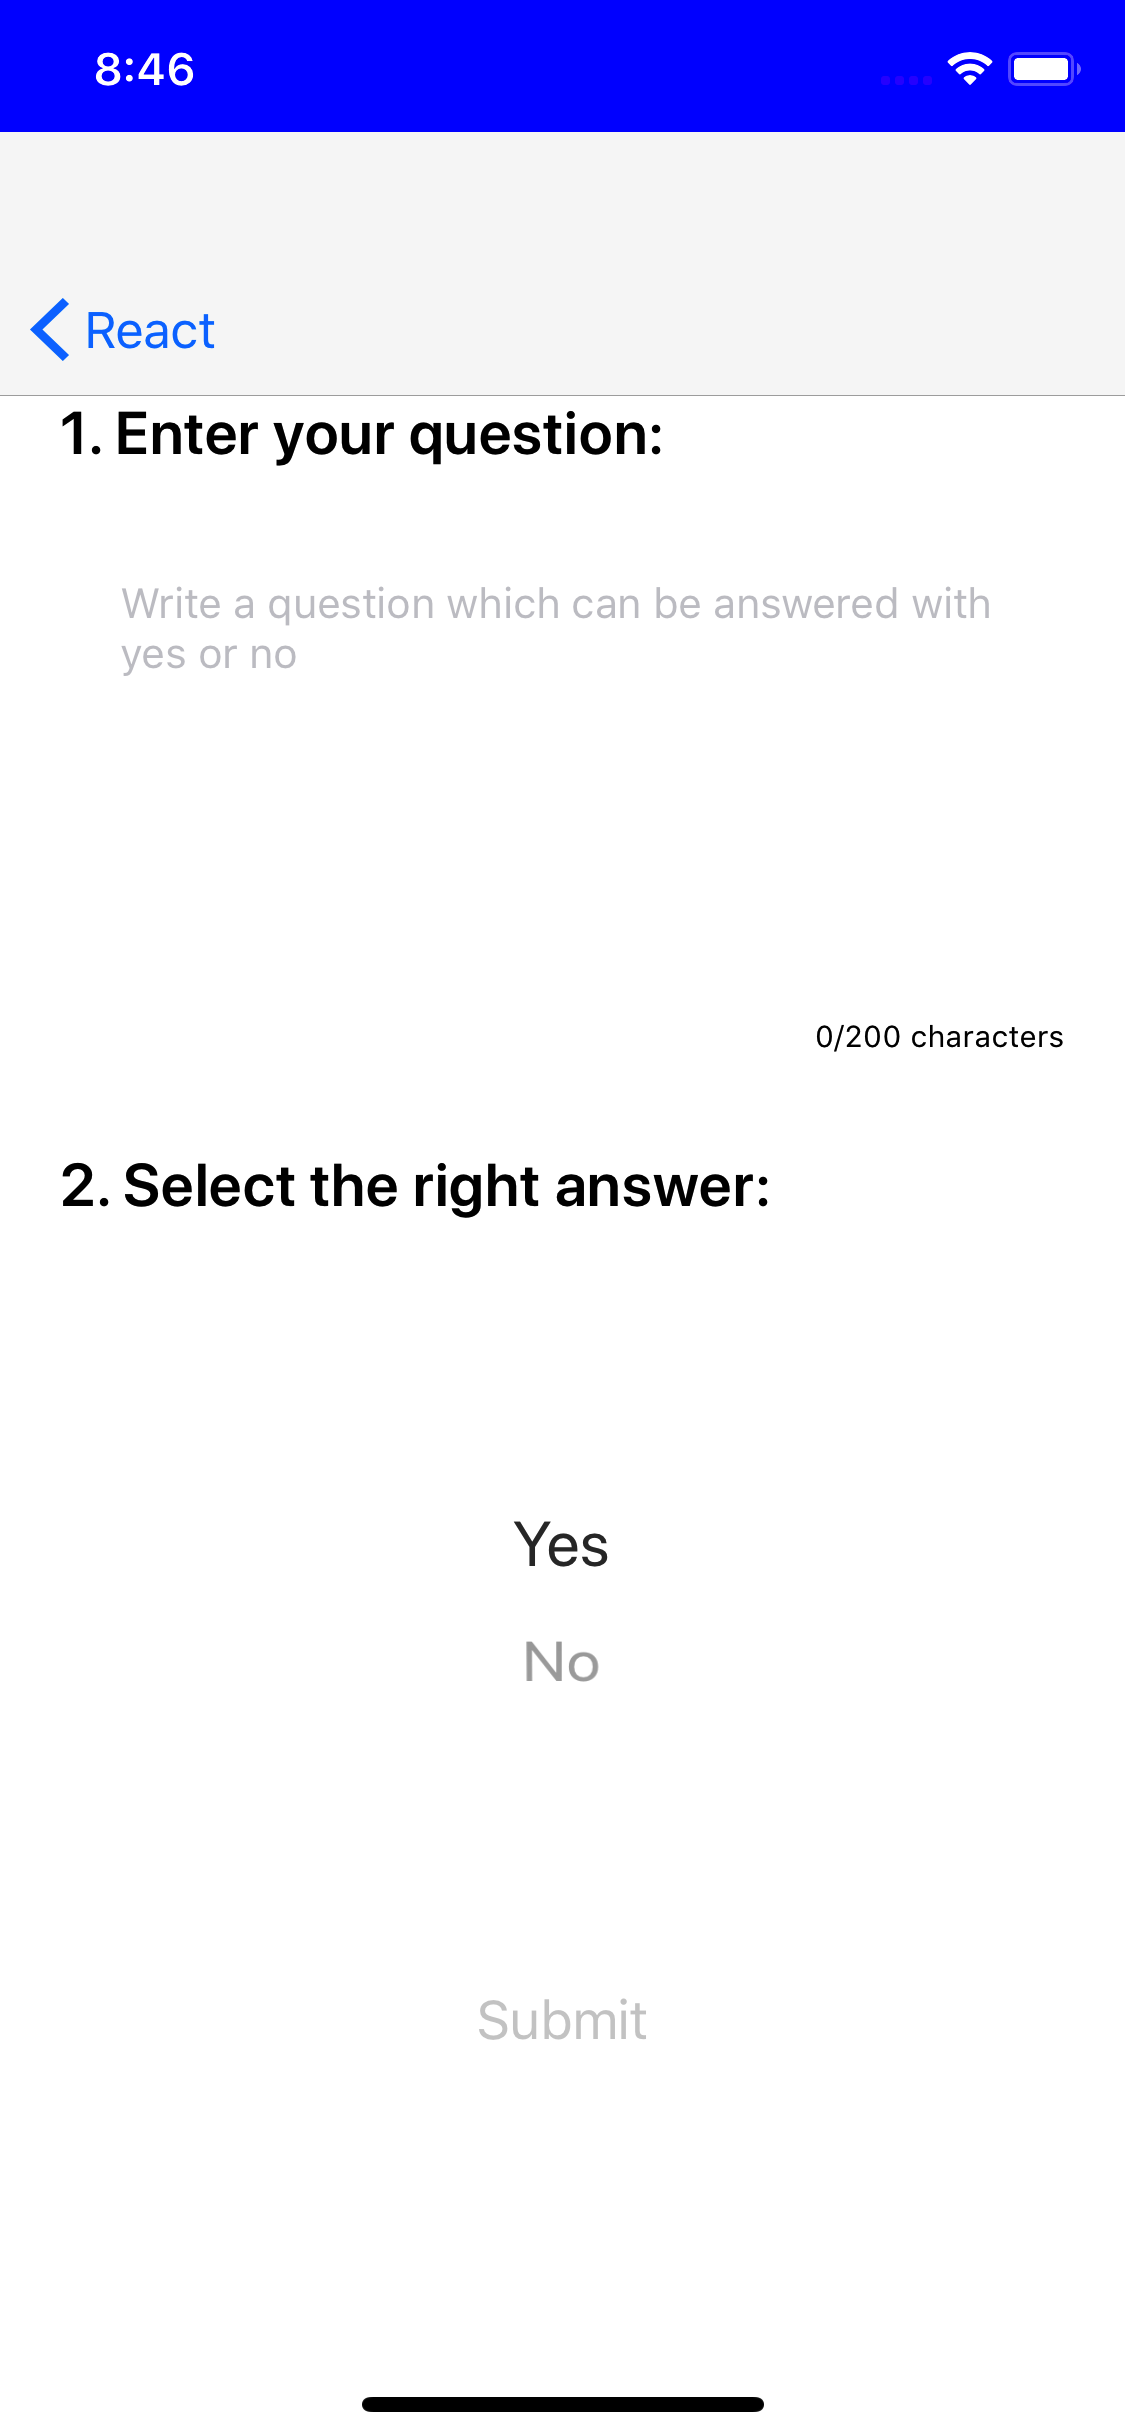 8:46
React
1. Enter your question:
Write a question which can be answered with
yes or no
0/200 characters
2. Select the right answer:
Yes
No
Submit